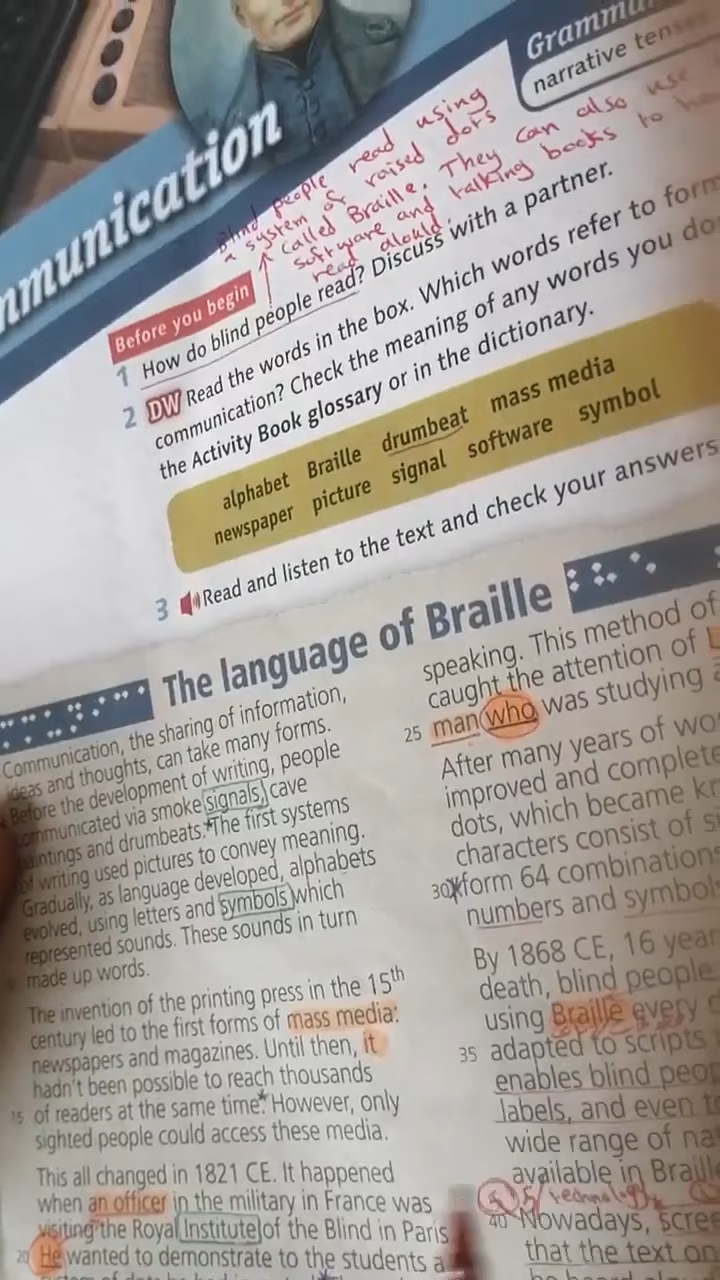 mmunication
Gramm
narrative tenses
Blind people read using
a system of raised dots
called Braille. They can also use
software and talking books to
read aloud.
Before you begin
1 How do blind people read? Discuss with a partner.
2 DW Read the words in the box. Which words refer to form
communication? Check the meaning of any words you do
the Activity Book glossary or in the dictionary.
alphabet Braille drumbeat mass media
newspaper picture signal software symbol
3 Read and listen to the text and check your answers
The language of Braille
Communication, the sharing of information,
ideas and thoughts, can take many forms.
Before the development of writing, people
communicated via smoke signals, cave
paintings and drumbeats. The first systems
of writing used pictures to convey meaning.
Gradually, as language developed, alphabets
evolved, using letters and symbols which
represented sounds. These sounds in turn
made up words.
The invention of the printing press in the 15th
century led to the first forms of mass media:
newspapers and magazines. Until then, it
hadn't been possible to reach thousands
15 of readers at the same time. However, only
sighted people could access these media.
This all changed in 1821 CE. It happened
when an officer in the military in France was
visiting the Royal Institute of the Blind in Paris
20 He wanted to demonstrate to the students a
speaking. This method of
caught the attention of
25 man who was studying
After many years of wo
improved and complete
dots, which became kr
characters consist of s
30 form 64 combinations
numbers and symbol
By 1868 CE, 16 year
death, blind people
using Braille every
35 adapted to scripts
enables blind peop
labels, and even to
wide range of na
available in Braill
5/ technology
40 Nowadays, scree
that the text on